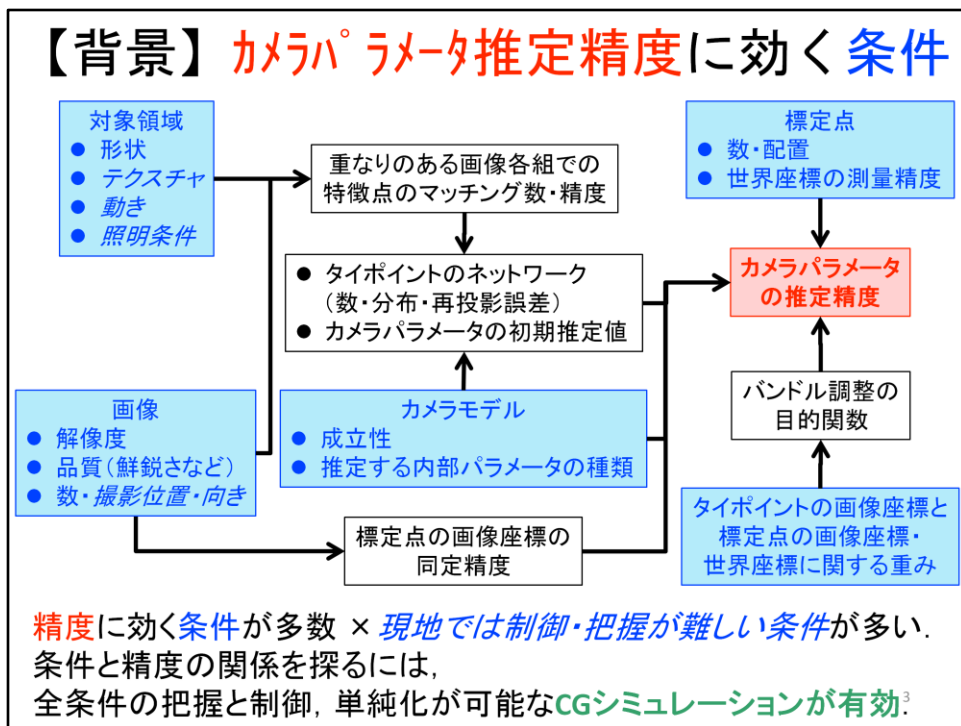 【背景】カメラパラメータ推定精度に効く条件
対象領域
● 形状
● テクスチャ
● 動き
● 照明条件
重なりのある画像各組での
特徴点のマッチング数・精度
標定点
● 数・配置
● 世界座標の測量精度
● タイポイントのネットワーク
（数・分布・再投影誤差）
● カメラパラメータの初期推定値
カメラパラメータ
の推定精度
画像
● 解像度
● 品質（鮮鋭さなど）
● 数・撮影位置・向き
カメラモデル
● 成立性
● 推定する内部パラメータの種類
バンドル調整の
目的関数
標定点の画像座標の
同定精度
タイポイントの画像座標と
標定点の画像座標・
世界座標に関する重み
精度に効く条件が多数 × 現地では制御・把握が難しい条件が多い.
条件と精度の関係を探るには,
全条件の把握と制御, 単純化が可能なCGシミュレーションが有効.
3